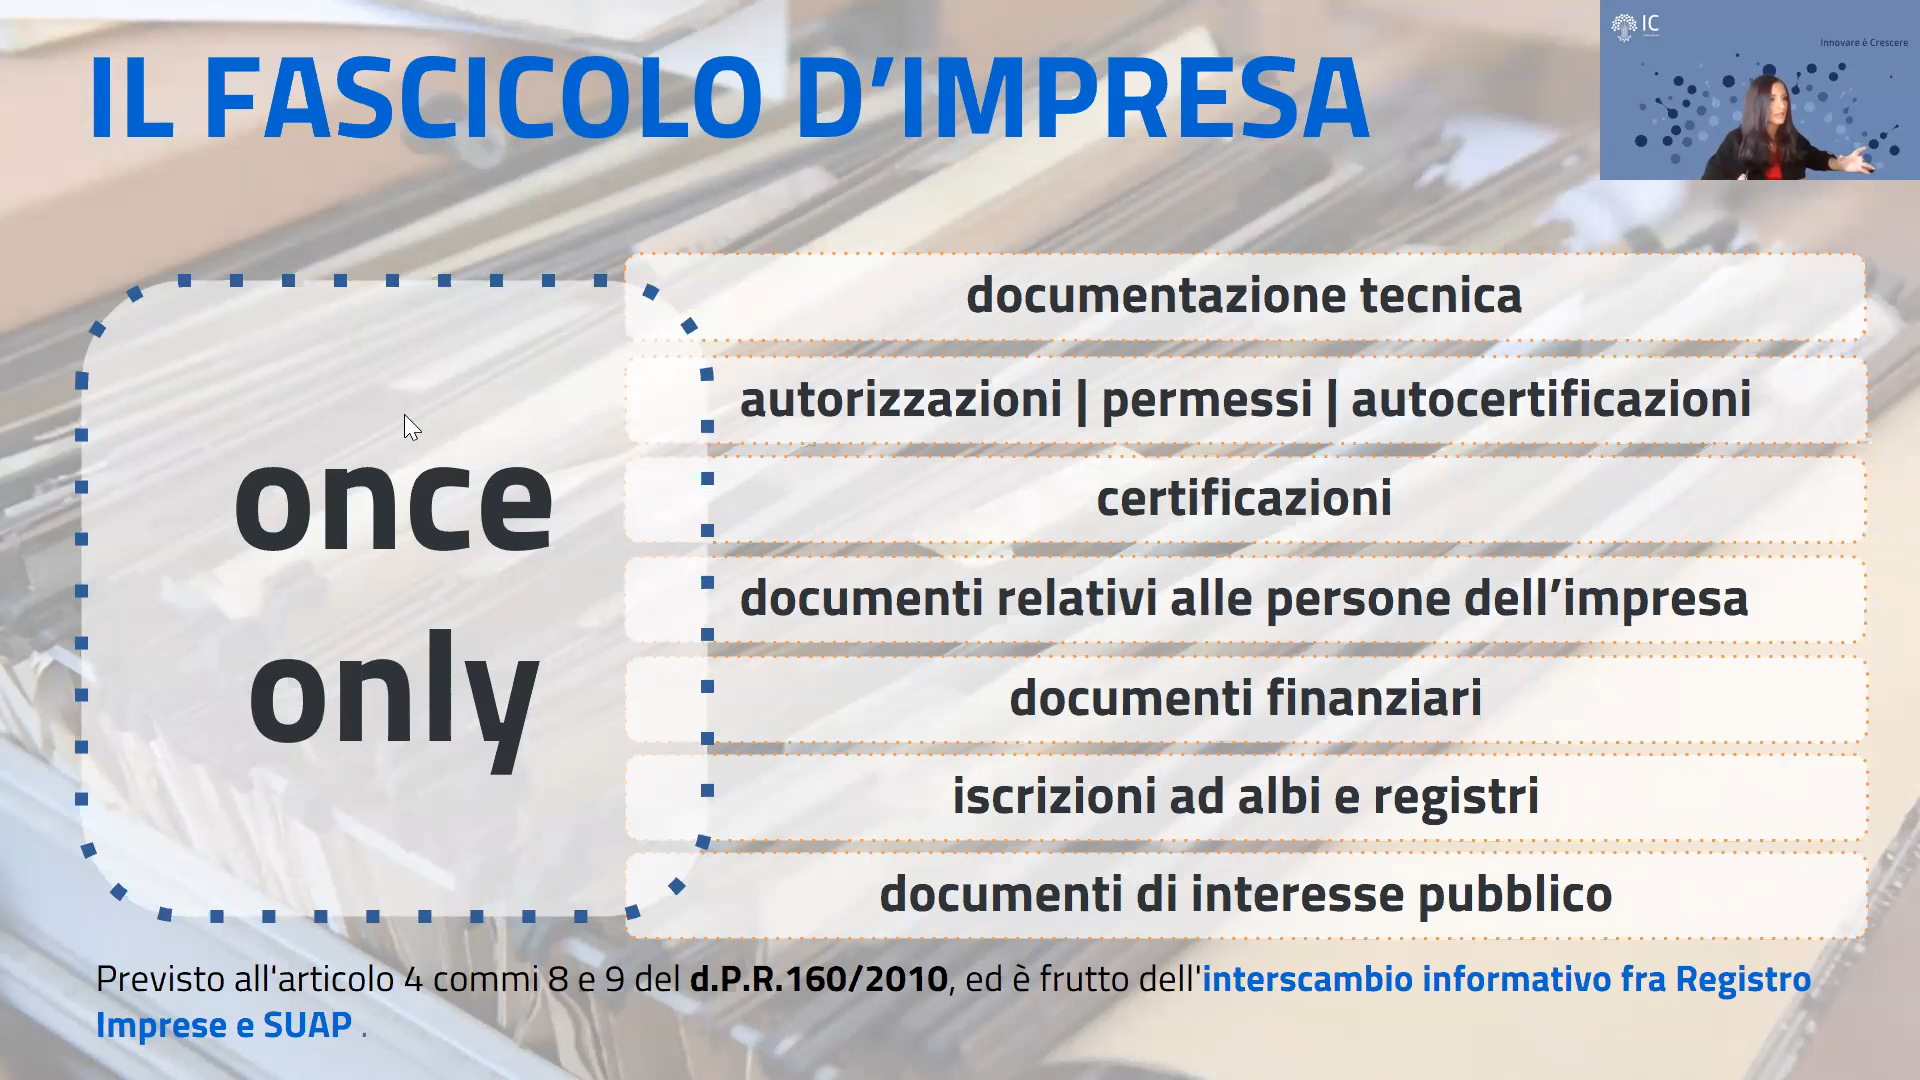 IL FASCICOLO D’IMPRESA
IC
Innovare è Crescere
once
only
documentazione tecnica
autorizzazioni | permessi | autocertificazioni
certificazioni
documenti relativi alle persone dell’impresa
documenti finanziari
iscrizioni ad albi e registri
documenti di interesse pubblico
Previsto all'articolo 4 commi 8 e 9 del d.P.R.160/2010, ed è frutto dell'interscambio informativo fra Registro
Imprese e SUAP .